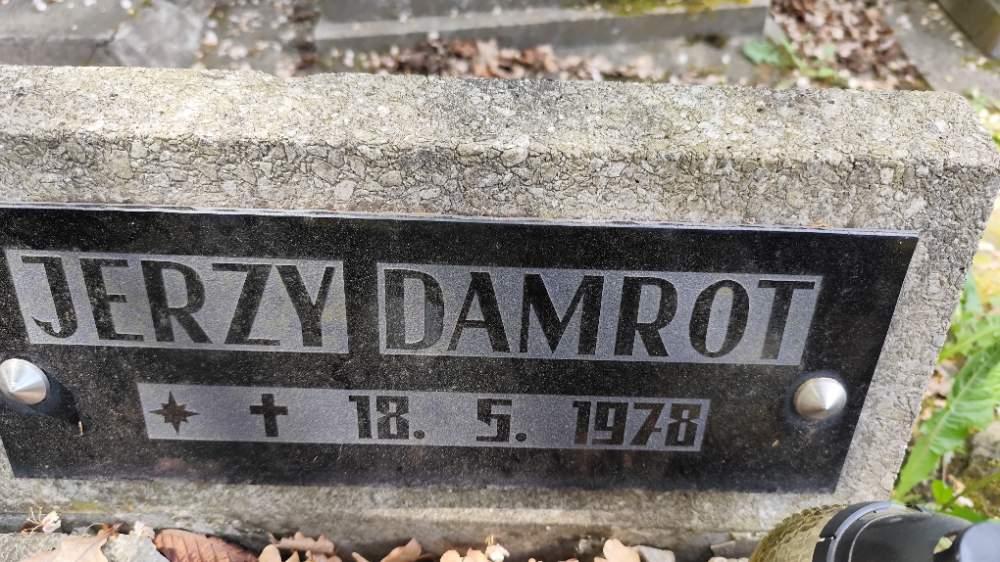 JERZY DAMROT
✶ ✝ 18. 5. 1978